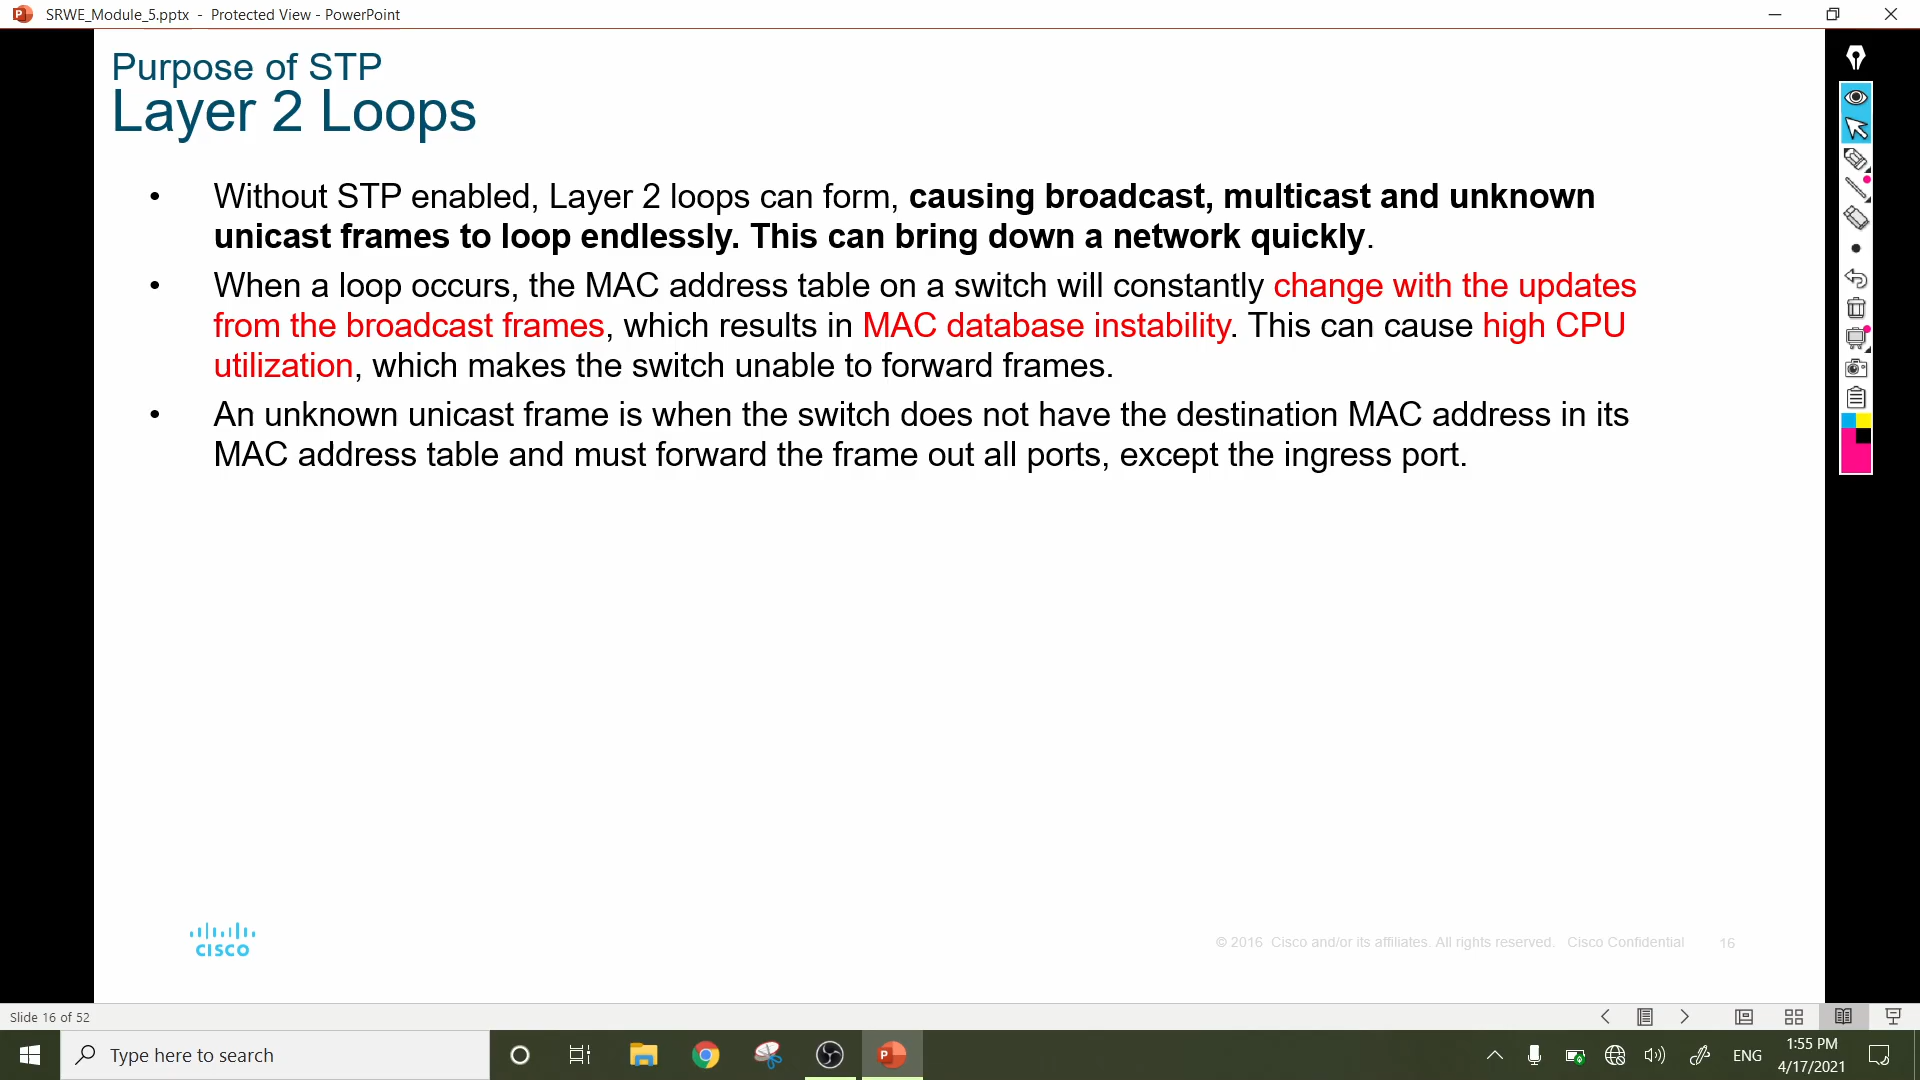 SRWE_Module_5.pptx - Protected View - PowerPoint
Purpose of STP
Layer 2 Loops
• Without STP enabled, Layer 2 loops can form, causing broadcast, multicast and unknown
unicast frames to loop endlessly. This can bring down a network quickly.
• When a loop occurs, the MAC address table on a switch will constantly change with the updates
from the broadcast frames, which results in MAC database instability. This can cause high CPU
utilization, which makes the switch unable to forward frames.
• An unknown unicast frame is when the switch does not have the destination MAC address in its
MAC address table and must forward the frame out all ports, except the ingress port.
CISCO
© 2016 Cisco and/or its affiliates. All rights reserved. Cisco Confidential 16
Slide 16 of 52
Type here to search
ENG
1:55 PM
4/17/2021